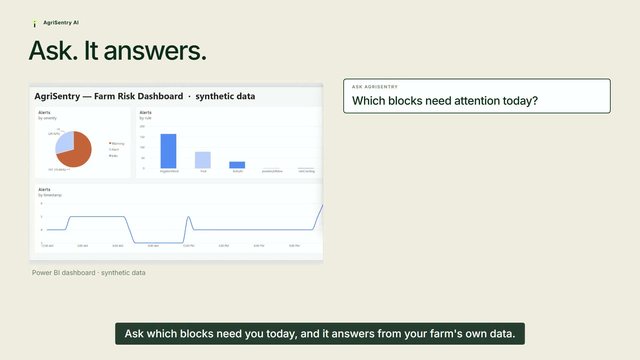 AgriSentry AI
Ask. It answers.
AgriSentry — Farm Risk Dashboard · synthetic data
Alerts
by severity
Alerts
by rule
Alerts
by timestamp
ASK AGRISENTRY
Which blocks need attention today?
Power BI dashboard · synthetic data
Ask which blocks need you today, and it answers from your farm's own data.